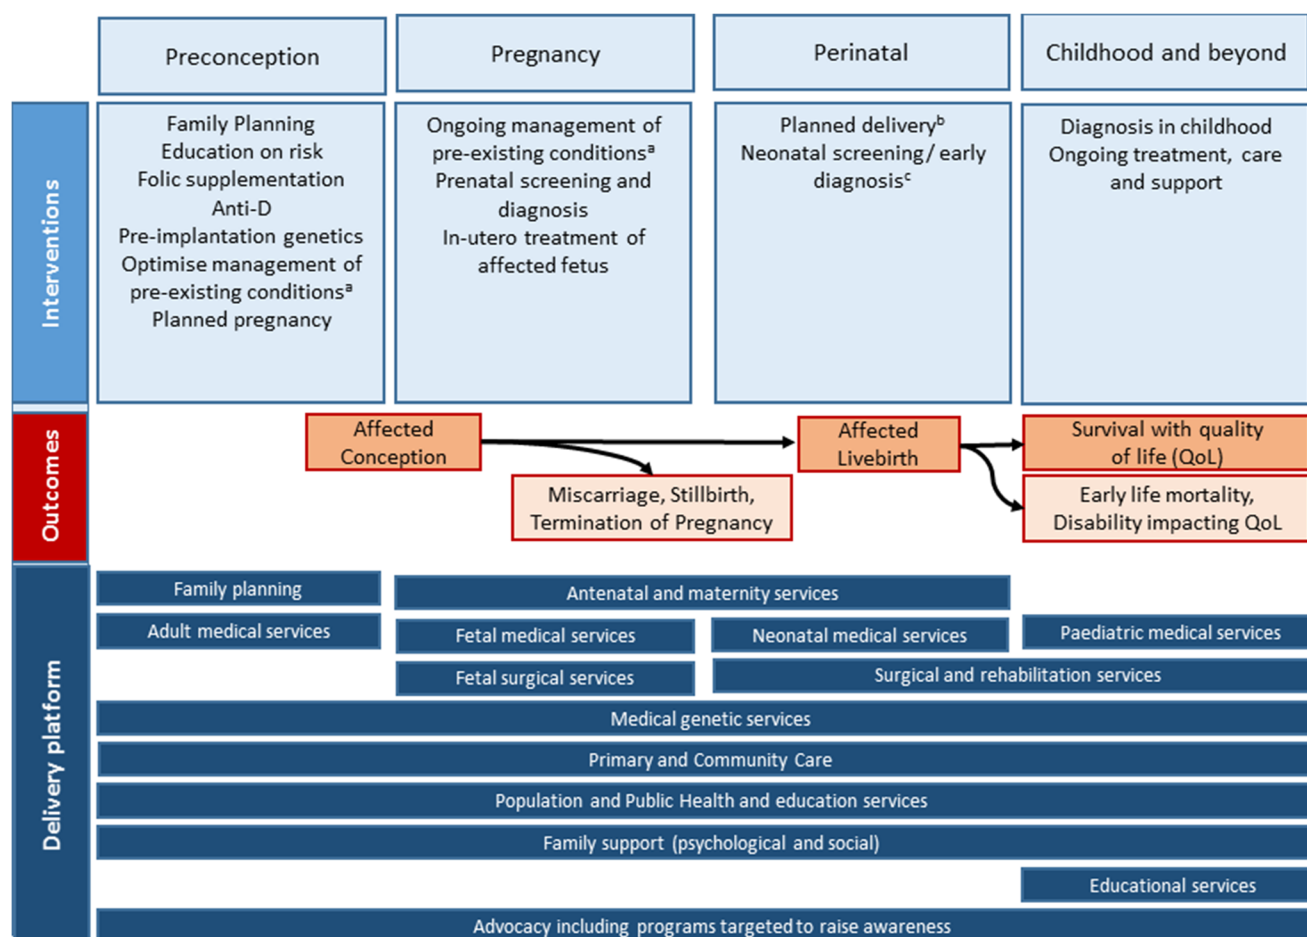 Preconception
Pregnancy
Perinatal
Childhood and beyond
Interventions
Family Planning
Education on risk
Folic supplementation
Anti-D
Pre-implantation genetics
Optimise management of
pre-existing conditionsᵃ
Planned pregnancy
Ongoing management of
pre-existing conditionsᵃ
Prenatal screening and
diagnosis
In-utero treatment of
affected fetus
Planned deliveryᵇ
Neonatal screening/ early
diagnosisᶜ
Diagnosis in childhood
Ongoing treatment, care
and support
Outcomes
Affected
Conception
Miscarriage, Stillbirth,
Termination of Pregnancy
Affected
Livebirth
Survival with quality
of life (QoL)
Early life mortality,
Disability impacting QoL
Delivery platform
Family planning
Antenatal and maternity services
Adult medical services
Fetal medical services
Neonatal medical services
Paediatric medical services
Fetal surgical services
Surgical and rehabilitation services
Medical genetic services
Primary and Community Care
Population and Public Health and education services
Family support (psychological and social)
Educational services
Advocacy including programs targeted to raise awareness